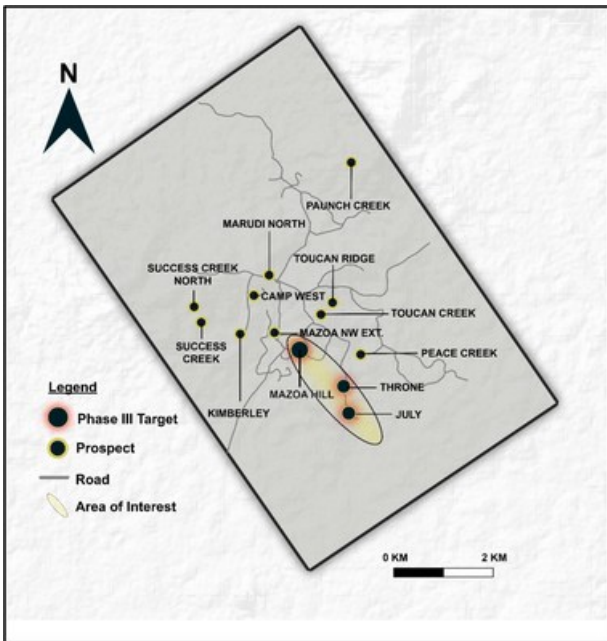 N
PAUNCH CREEK
MARUDI NORTH
TOUCAN RIDGE
SUCCESS CREEK
NORTH
CAMP WEST
TOUCAN CREEK
MAZOA NW EXT.
SUCCESS
CREEK
PEACE CREEK
Legend
THRONE
MAZOA HILL
KIMBERLEY
JULY
Phase III Target
Prospect
Road
Area of Interest
0 KM
2 KM